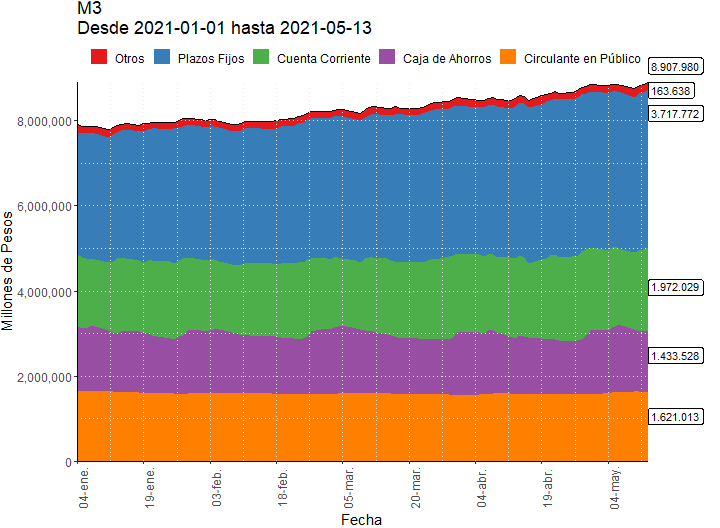 M3
Desde 2021-01-01 hasta 2021-05-13
Otros Plazos Fijos Cuenta Corriente Caja de Ahorros Circulante en Público
8.907.980
163.638
3.717.772
1.972.029
1.433.528
1.621.013
Millones de Pesos
8,000,000
6,000,000
4,000,000
2,000,000
0
04-ene. 19-ene. 03-feb. 18-feb. 05-mar. 20-mar. 04-abr. 19-abr. 04-may.
Fecha